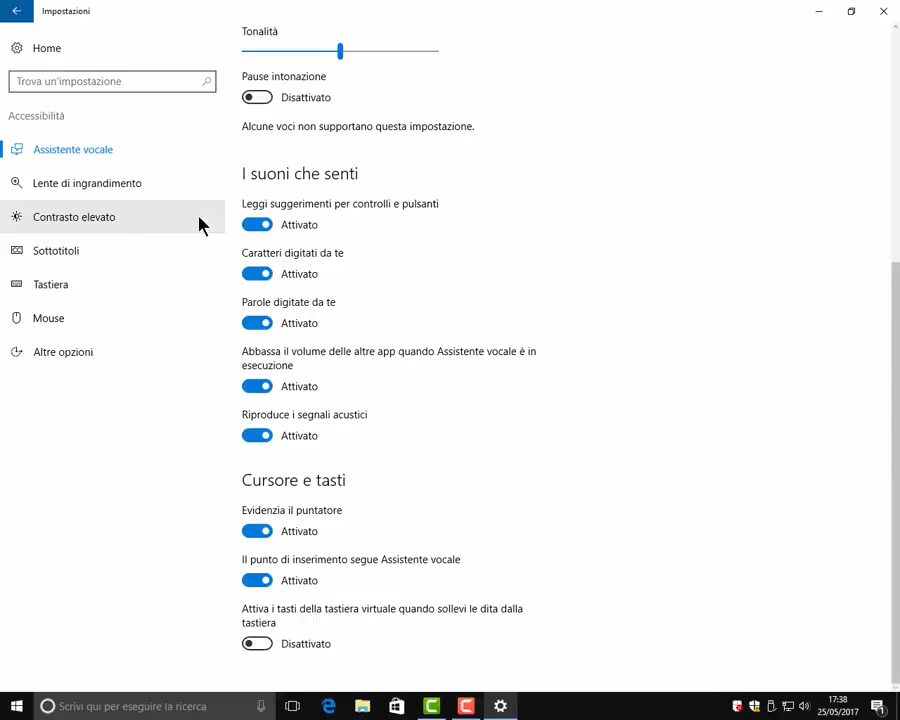 Impostazioni
Home
Trova un'impostazione
Accessibilità
Assistente vocale
Lente di ingrandimento
Contrasto elevato
Sottotitoli
Tastiera
Mouse
Altre opzioni
Tonalità
Pause intonazione
Disattivato
Alcune voci non supportano questa impostazione.
I suoni che senti
Leggi suggerimenti per controlli e pulsanti
Attivato
Caratteri digitati da te
Attivato
Parole digitate da te
Attivato
Abbassa il volume delle altre app quando Assistente vocale è in
esecuzione
Attivato
Riproduce i segnali acustici
Attivato
Cursore e tasti
Evidenzia il puntatore
Attivato
Il punto di inserimento segue Assistente vocale
Attivato
Attiva i tasti della tastiera virtuale quando sollevi le dita dalla
tastiera
Disattivato
Scrivi qui per eseguire la ricerca
17:38
25/05/2017
1